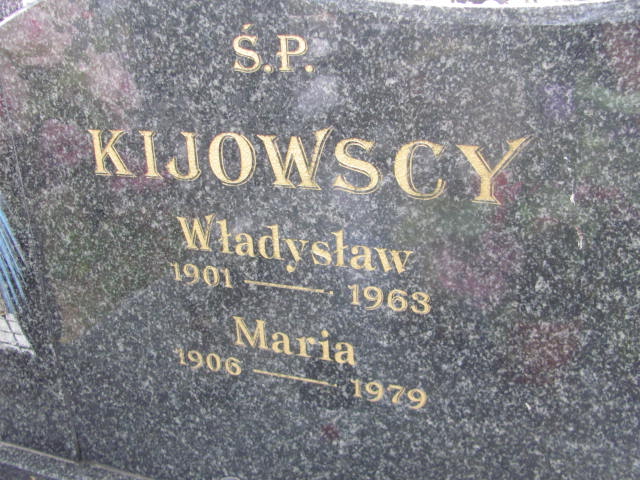 Ś.P.
KIJOWSCY
Władysław
1901 — 1963
Maria
1906 — 1979